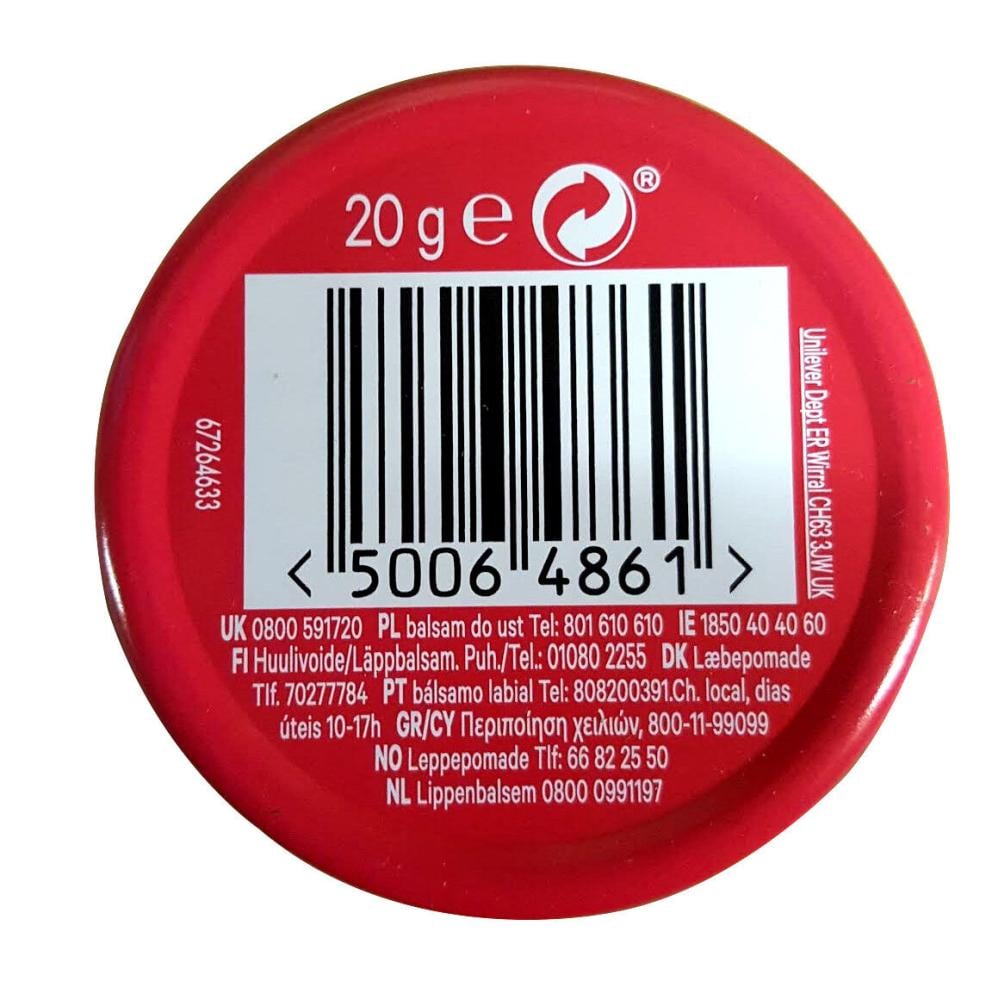 20 g ℮ ®
<50064861>
67264633
Unilever Dept ER Wirral CH63 3JW UK
UK 0800 591720 PL balsam do ust Tel: 801 610 610 IE 1850 40 40 60
FI Huulivoide/Läppbalsam. Puh./Tel.: 01080 2255 DK Læbepomade
Tlf. 70277784 PT bálsamo labial Tel: 808200391.Ch. local, dias
úteis 10-17h GR/CY Περιποίηση χειλιών, 800-11-99099
NO Leppepomade Tlf: 66 82 25 50
NL Lippenbalsem 0800 0991197